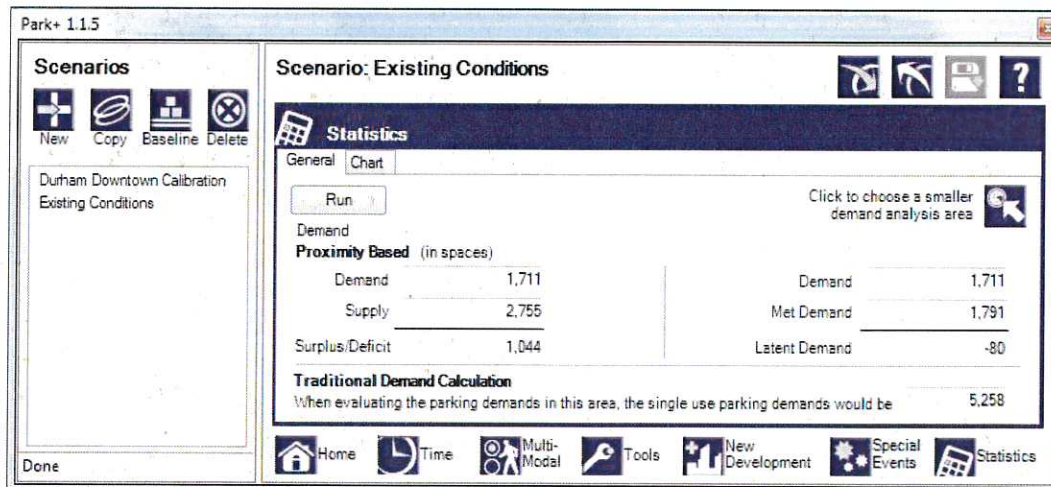 Park+ 1.1.5
Scenarios
New Copy Baseline Delete
Durham Downtown Calibration
Existing Conditions
Done
Scenario: Existing Conditions
?
Statistics
General Chart
Run
Click to choose a smaller
demand analysis area
Demand
Proximity Based (in spaces)
Demand 1,711
Supply 2,755
Surplus/Deficit 1,044
Demand 1,711
Met Demand 1,791
Latent Demand -80
Traditional Demand Calculation
When evaluating the parking demands in this area, the single use parking demands would be 5,258
Home
Time
Multi-
Modal
Tools
New
Development
Special
Events
Statistics